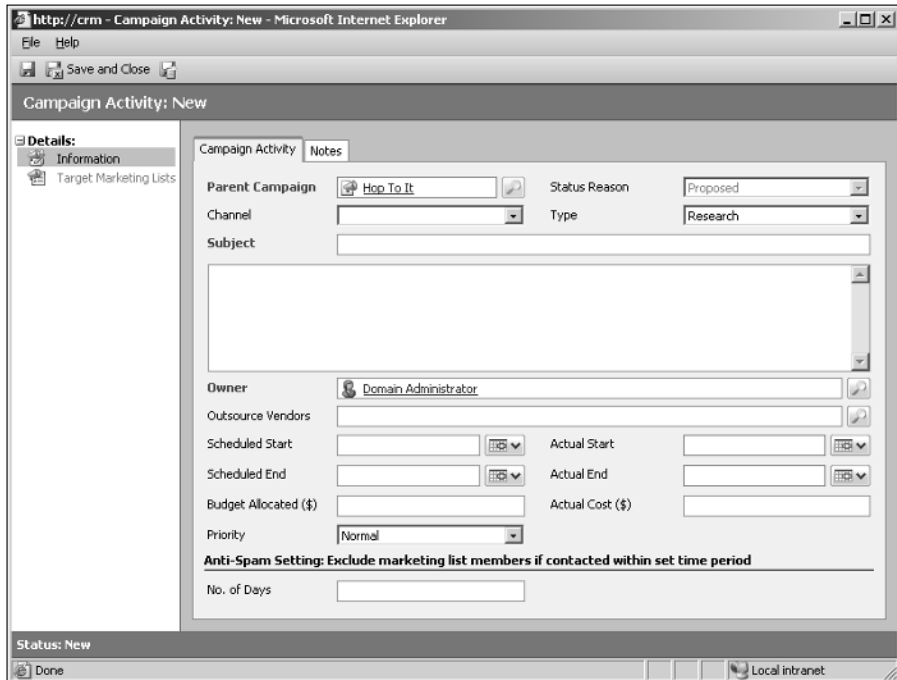 http://crm - Campaign Activity: New - Microsoft Internet Explorer
File Help
Save and Close
Campaign Activity: New
Details:
Information
Target Marketing Lists
Campaign Activity Notes
Parent Campaign Hop To It Status Reason Proposed
Channel Type Research
Subject
Owner Domain Administrator
Outsource Vendors
Scheduled Start Actual Start
Scheduled End Actual End
Budget Allocated ($) Actual Cost ($)
Priority Normal
Anti-Spam Setting: Exclude marketing list members if contacted within set time period
No. of Days
Status: New
Done Local intranet